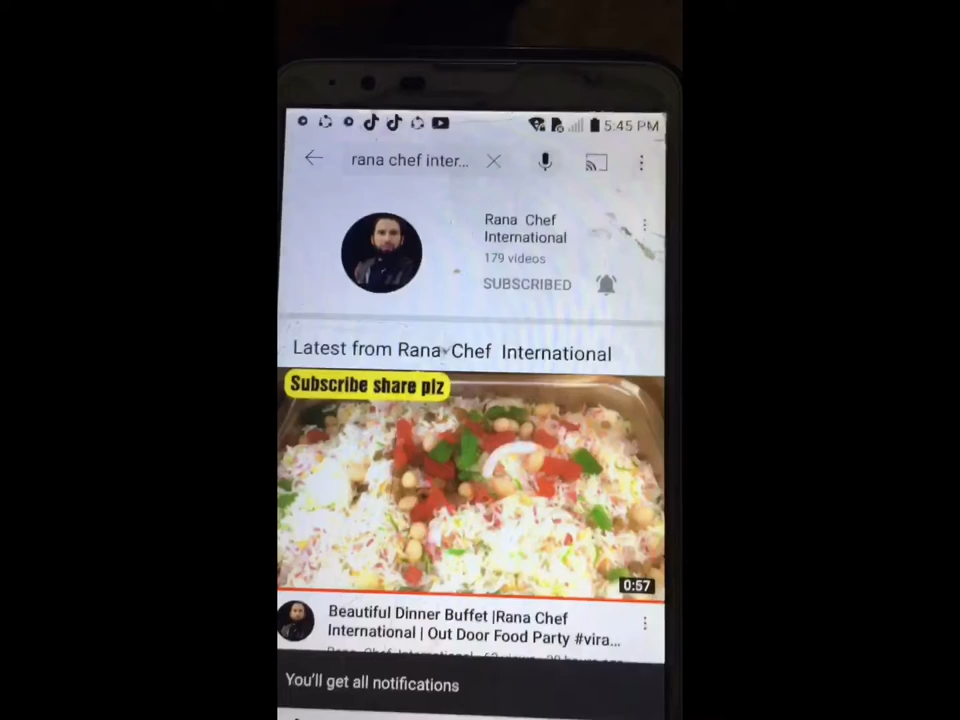 5:45 PM
rana chef inter...
Rana Chef
International
179 videos
SUBSCRIBED
Latest from Rana Chef International
Subscribe share plz
0:57
Beautiful Dinner Buffet |Rana Chef
International | Out Door Food Party #vira...
You'll get all notifications